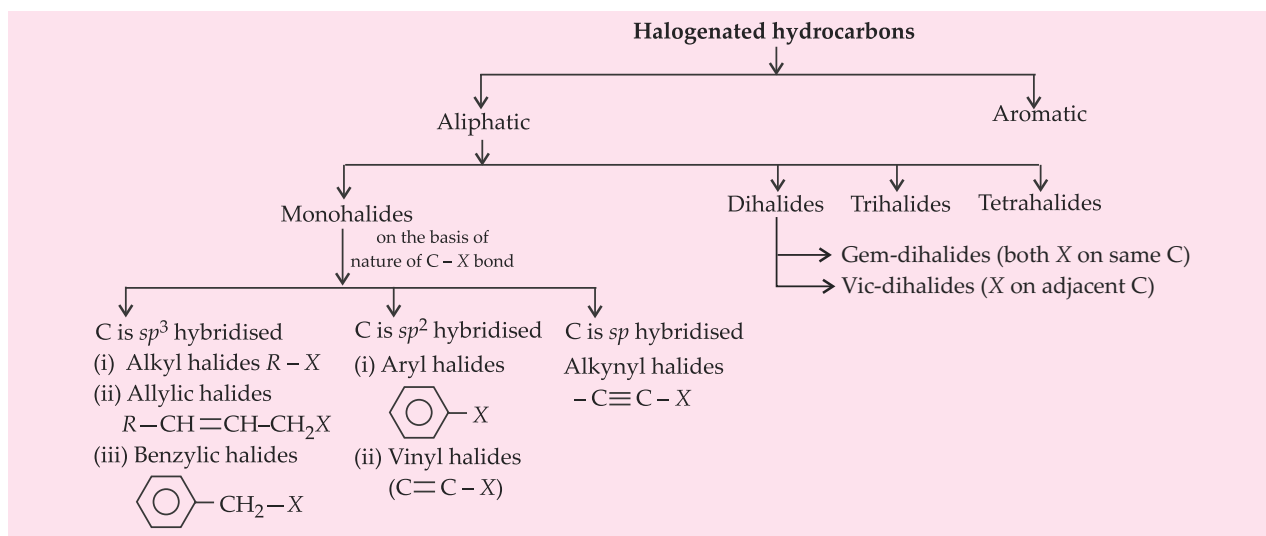 Halogenated hydrocarbons
Aliphatic
Aromatic
Monohalides
Dihalides
Trihalides
Tetrahalides
on the basis of
nature of C – X bond
Gem-dihalides (both X on same C)
Vic-dihalides (X on adjacent C)
C is sp³ hybridised
(i) Alkyl halides R – X
(ii) Allylic halides
R—CH=CH–CH₂X
(iii) Benzylic halides
CH₂—X
C is sp² hybridised
(i) Aryl halides
X
(ii) Vinyl halides
(C=C – X)
C is sp hybridised
Alkynyl halides
– C≡C – X